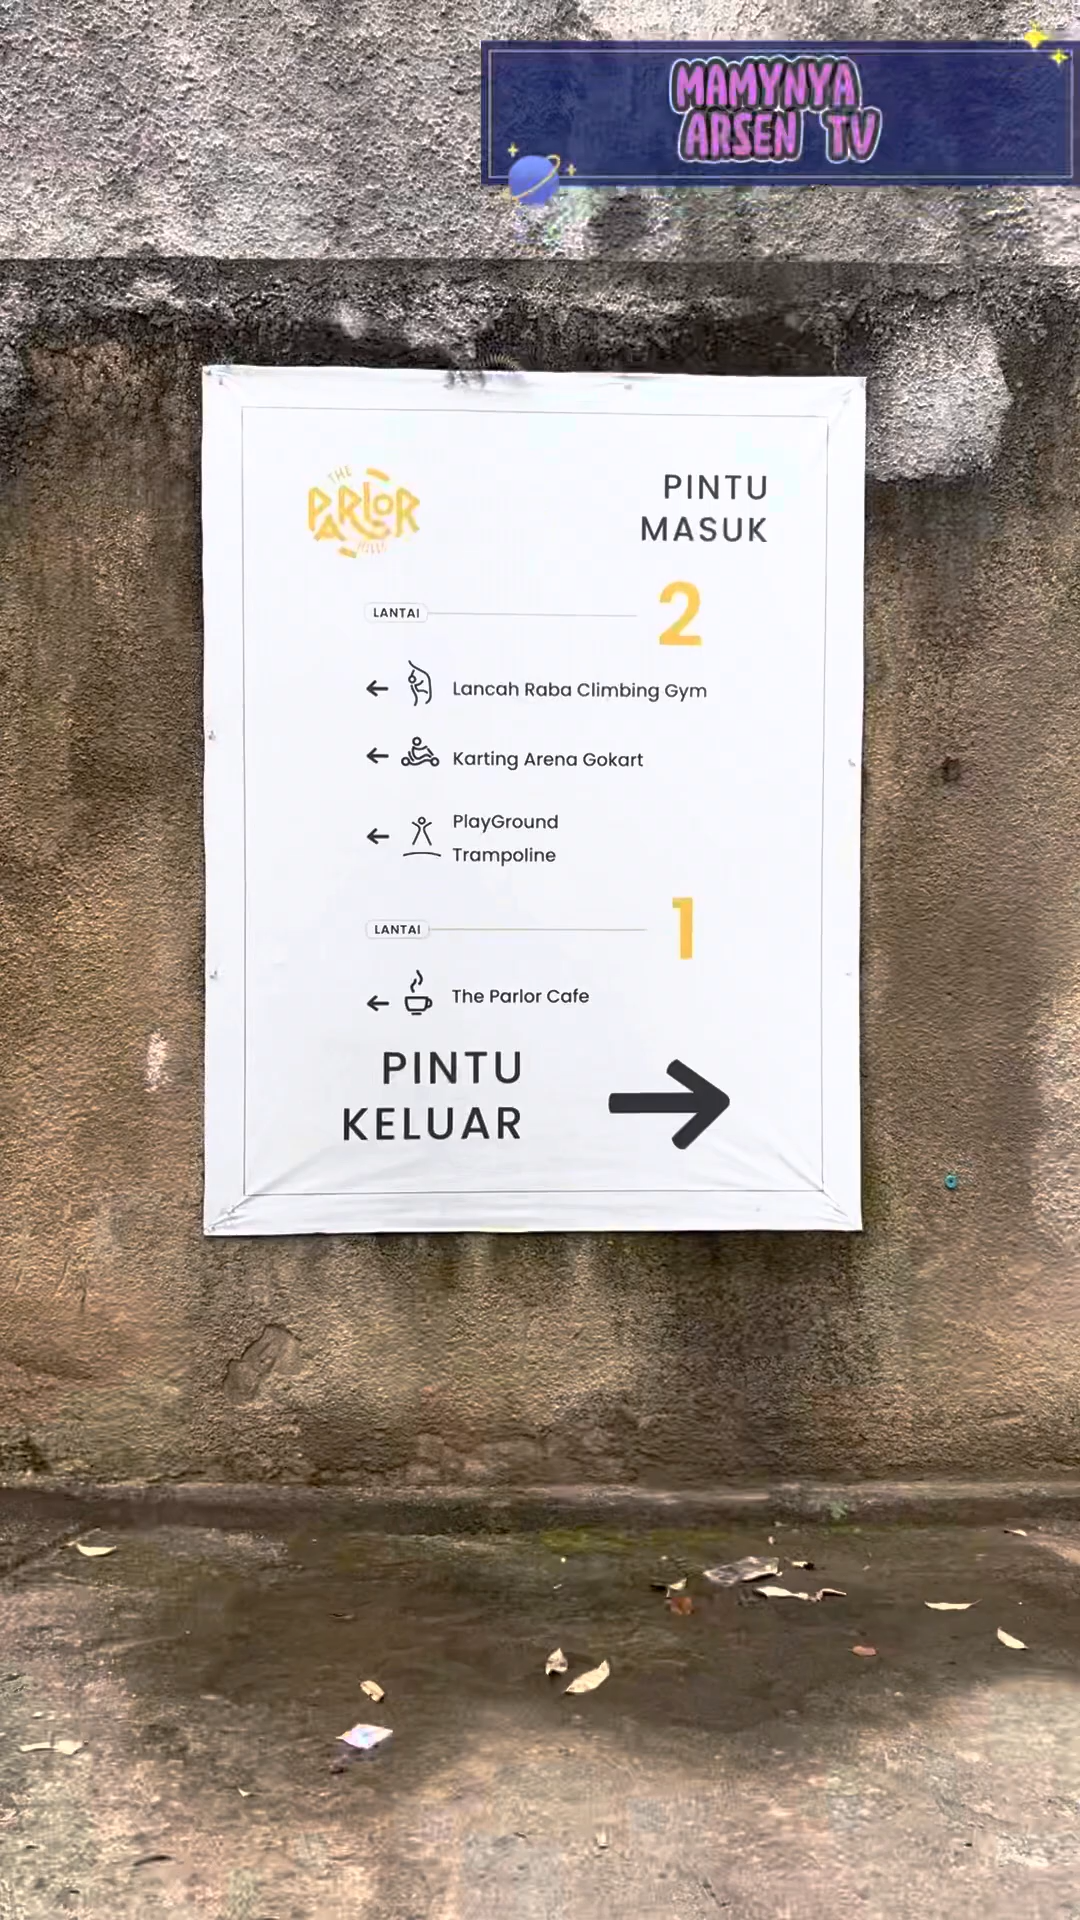 MAMYNYA
ARSEN TV
THE
PARLOR
PINTU
MASUK
LANTAI 2
Lancah Raba Climbing Gym
Karting Arena Gokart
PlayGround
Trampoline
LANTAI 1
The Parlor Cafe
PINTU
KELUAR